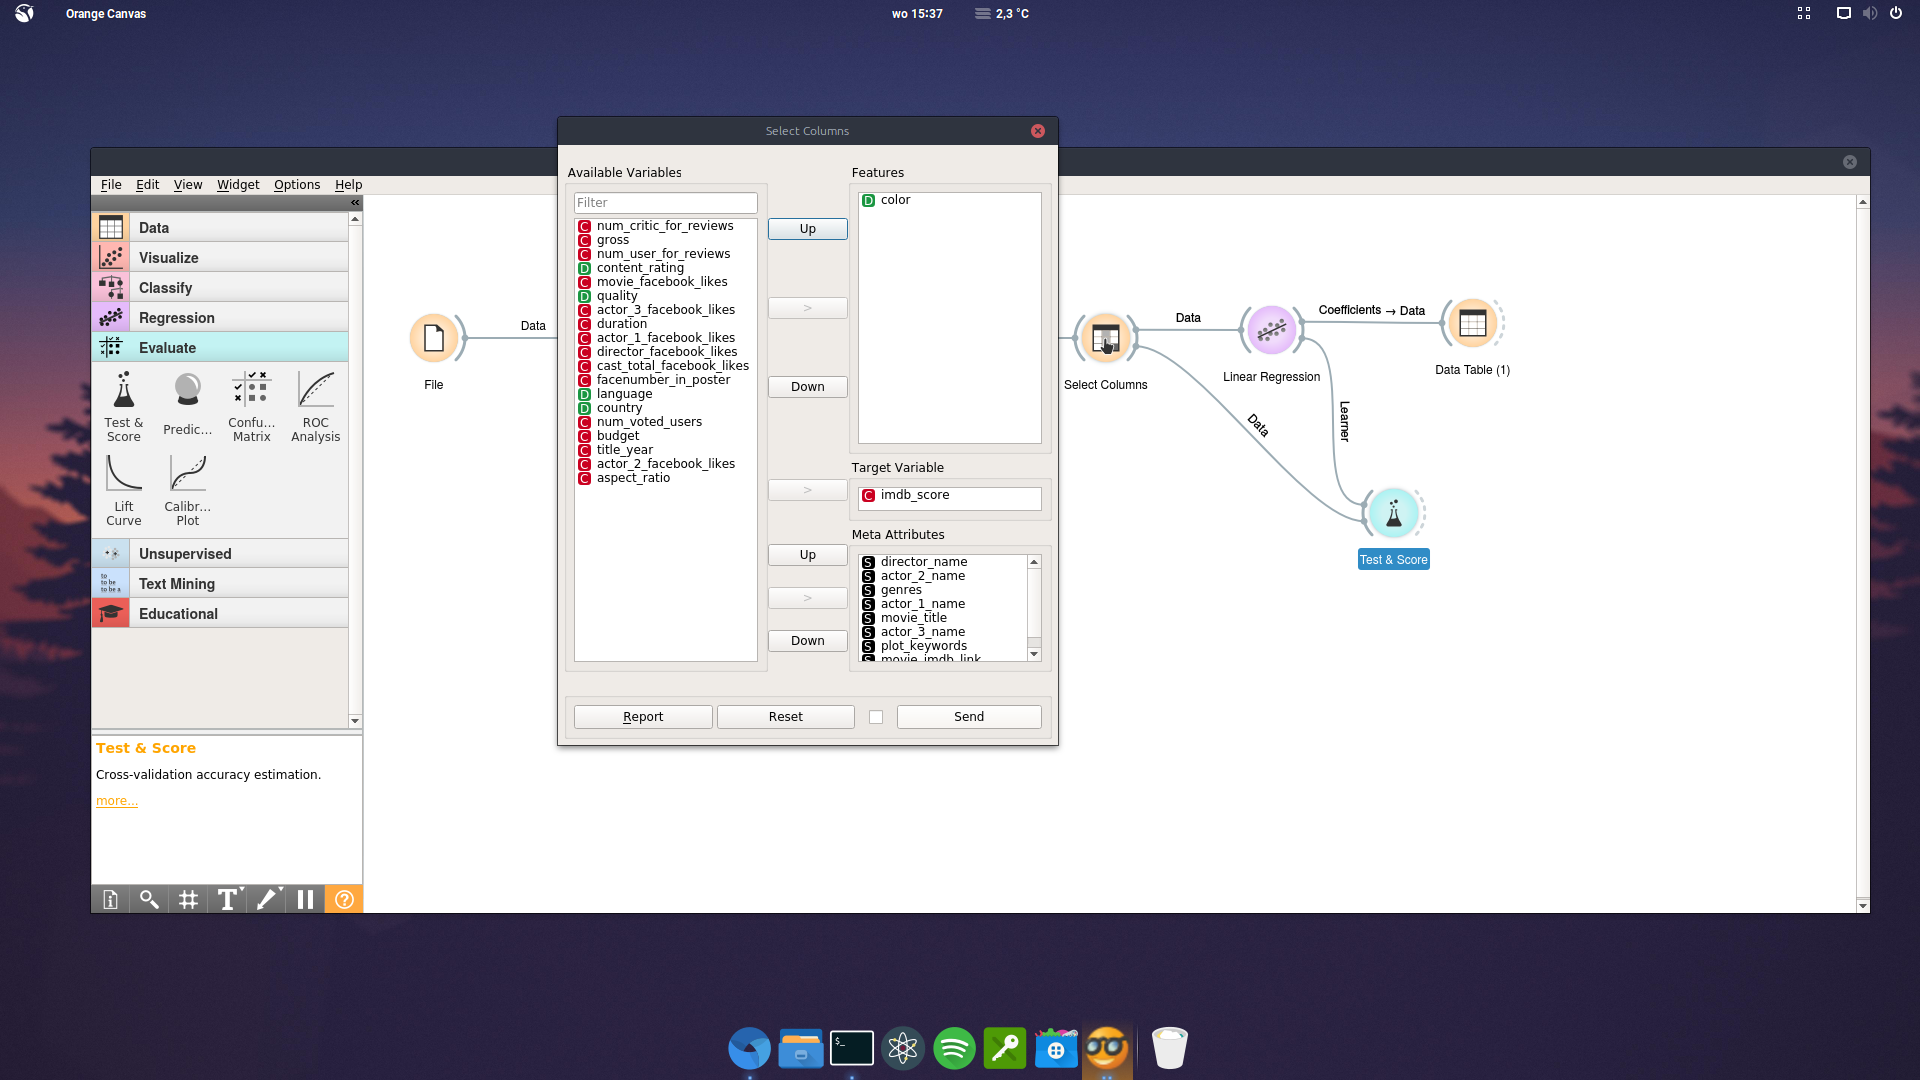 Orange Canvas
wo 15:37
2,3 °C
Select Columns
File Edit View Widget Options Help
Data
Visualize
Classify
Regression
Evaluate
Test & Score
Predic...
Confu... Matrix
ROC Analysis
Lift Curve
Calibr... Plot
Unsupervised
to
to be
to be a
Text Mining
Educational
Test & Score
Cross-validation accuracy estimation.
more...
Available Variables
Filter
C num_critic_for_reviews
C gross
C num_user_for_reviews
D content_rating
C movie_facebook_likes
D quality
C actor_3_facebook_likes
C duration
C actor_1_facebook_likes
C director_facebook_likes
C cast_total_facebook_likes
C facenumber_in_poster
D language
D country
C num_voted_users
C budget
C title_year
C actor_2_facebook_likes
C aspect_ratio
Up
>
Down
>
Up
>
Down
Features
D color
Target Variable
C imdb_score
Meta Attributes
S director_name
S actor_2_name
S genres
S actor_1_name
S movie_title
S actor_3_name
S plot_keywords
S movie_imdb_link
Report
Reset
Send
File
Data
Select Columns
Data
Linear Regression
Coefficients → Data
Data Table (1)
Data
Learner
Test & Score
T
$_